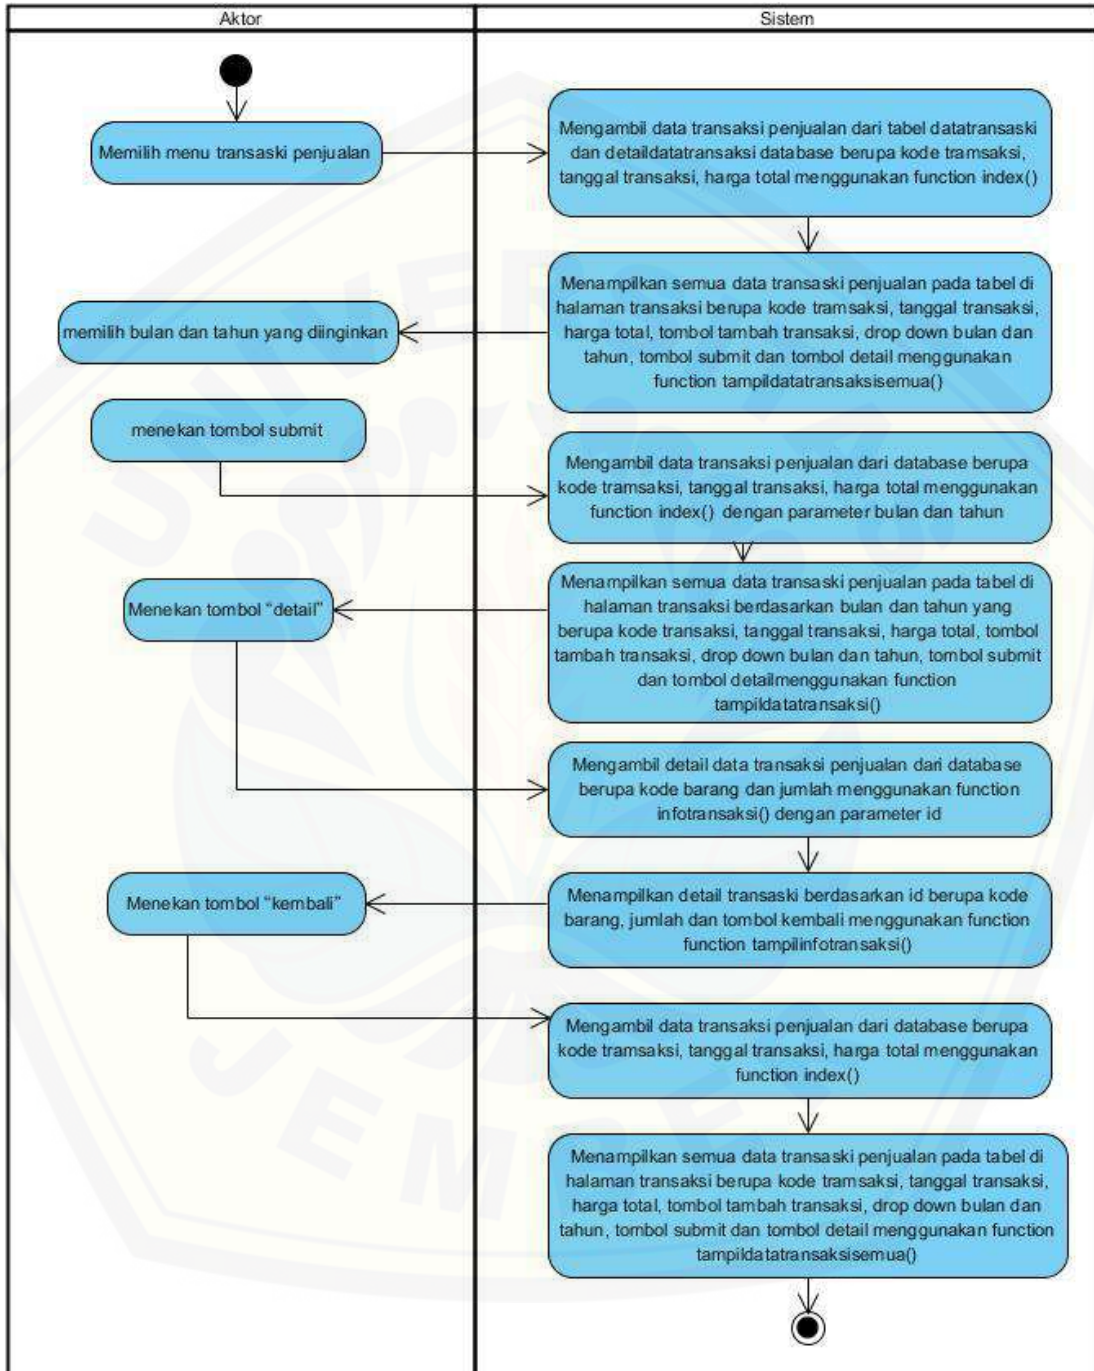 Aktor
Sistem
Memilih menu transaski penjualan
Mengambil data transaksi penjualan dari tabel datatransaski
dan detaildatatransaksi database berupa kode tramsaksi,
tanggal transaksi, harga total menggunakan function index()
Menampilkan semua data transaski penjualan pada tabel di
halaman transaksi berupa kode tramsaksi, tanggal transaksi,
harga total, tombol tambah transaksi, drop down bulan dan
tahun, tombol submit dan tombol detail menggunakan
function tampildatatransaksisemua()
memilih bulan dan tahun yang diinginkan
menekan tombol submit
Mengambil data transaksi penjualan dari database berupa
kode tramsaksi, tanggal transaksi, harga total menggunakan
function index() dengan parameter bulan dan tahun
Menampilkan semua data transaski penjualan pada tabel di
halaman transaksi berdasarkan bulan dan tahun yang
berupa kode transaksi, tanggal transaksi, harga total, tombol
tambah transaksi, drop down bulan dan tahun, tombol submit
dan tombol detailmenggunakan function
tampildatatransaksi()
Menekan tombol “detail”
Mengambil detail data transaksi penjualan dari database
berupa kode barang dan jumlah menggunakan function
infotransaksi() dengan parameter id
Menampilkan detail transaski berdasarkan id berupa kode
barang, jumlah dan tombol kembali menggunakan function
function tampilinfotransaksi()
Menekan tombol “kembali”
Mengambil data transaksi penjualan dari database berupa
kode tramsaksi, tanggal transaksi, harga total menggunakan
function index()
Menampilkan semua data transaski penjualan pada tabel di
halaman transaksi berupa kode tramsaksi, tanggal transaksi,
harga total, tombol tambah transaksi, drop down bulan dan
tahun, tombol submit dan tombol detail menggunakan function
tampildatatransaksisemua()